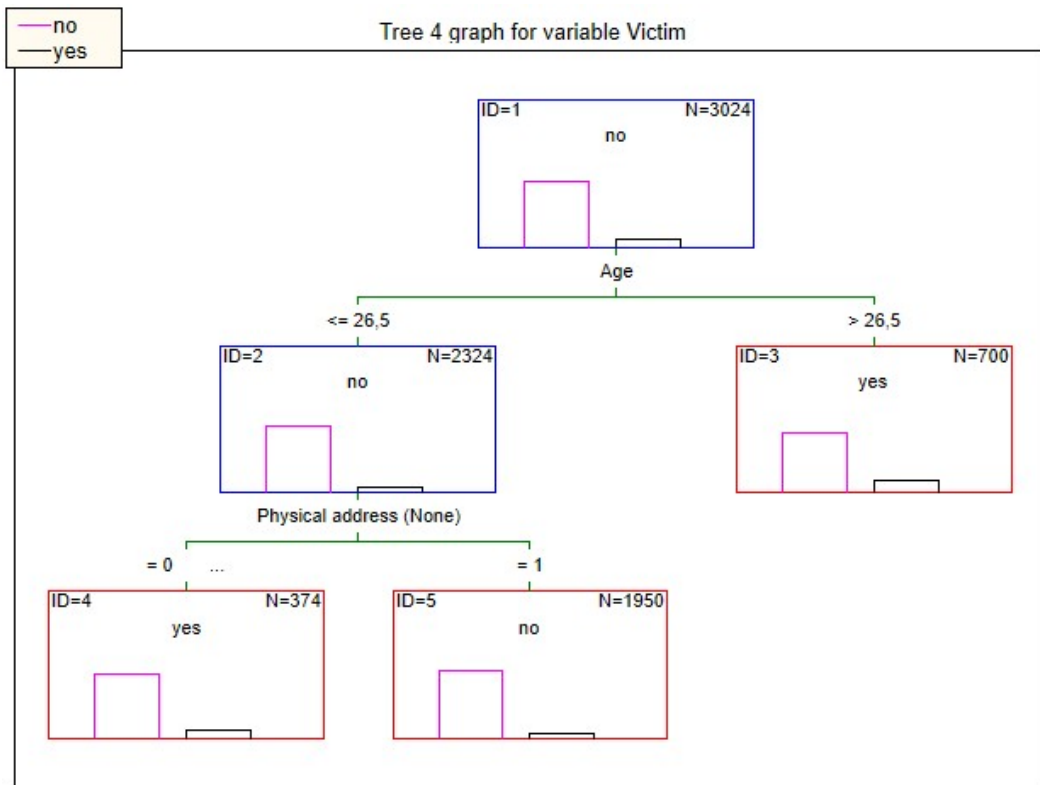 no
yes
Tree 4 graph for variable Victim
ID=1 N=3024
no
Age
<= 26,5 > 26,5
ID=2 N=2324 ID=3 N=700
no yes
Physical address (None)
= 0 ... = 1
ID=4 N=374 ID=5 N=1950
yes no